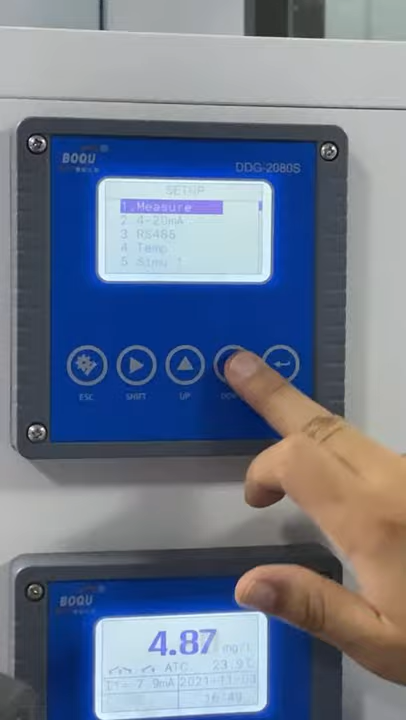 BOQU
DDG-2080S
SETUP
1.Measure
2 4-20mA
3 RS485
4 Temp
ESC
SHIFT
UP
BOQU
4.87 mg/L
ATC 23.9℃
2021-11-03
16:49